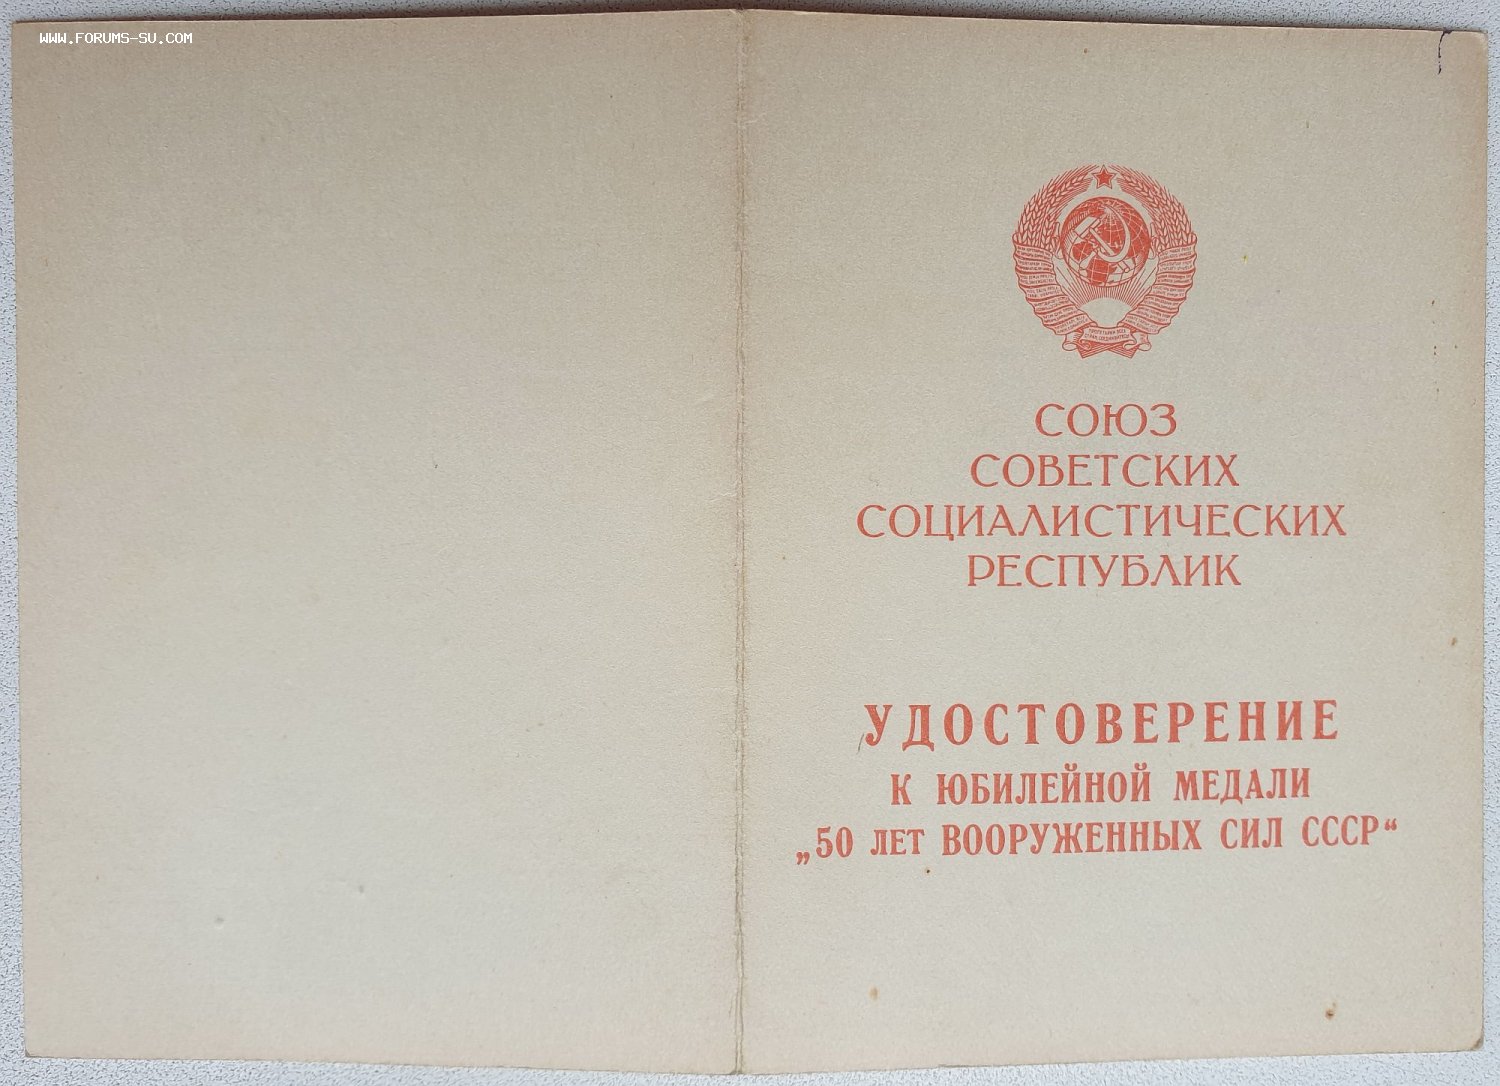 WWW.FORUMS-SU.COM
СОЮЗ
СОВЕТСКИХ
СОЦИАЛИСТИЧЕСКИХ
РЕСПУБЛИК
УДОСТОВЕРЕНИЕ
К ЮБИЛЕЙНОЙ МЕДАЛИ
„50 ЛЕТ ВООРУЖЕННЫХ СИЛ СССР“